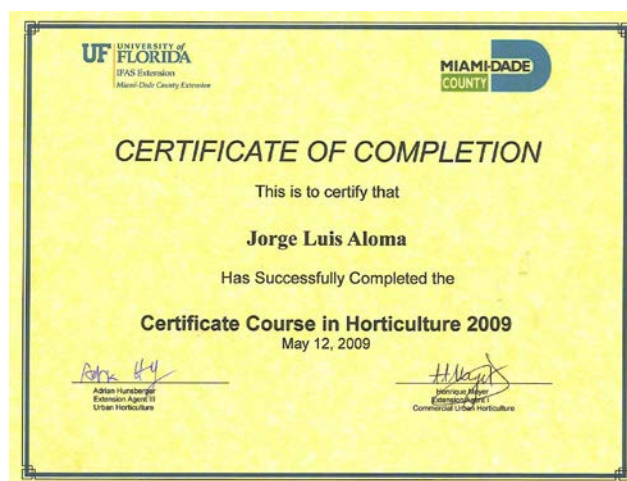 UF UNIVERSITY of
FLORIDA
IFAS Extension
Miami-Dade County Extension
MIAMI-DADE
COUNTY
CERTIFICATE OF COMPLETION
This is to certify that
Jorge Luis Aloma
Has Successfully Completed the
Certificate Course in Horticulture 2009
May 12, 2009
Adrian Hunsberger
Extension Agent III
Urban Horticulture
Henrique Mayer
Extension Agent I
Commercial Urban Horticulture